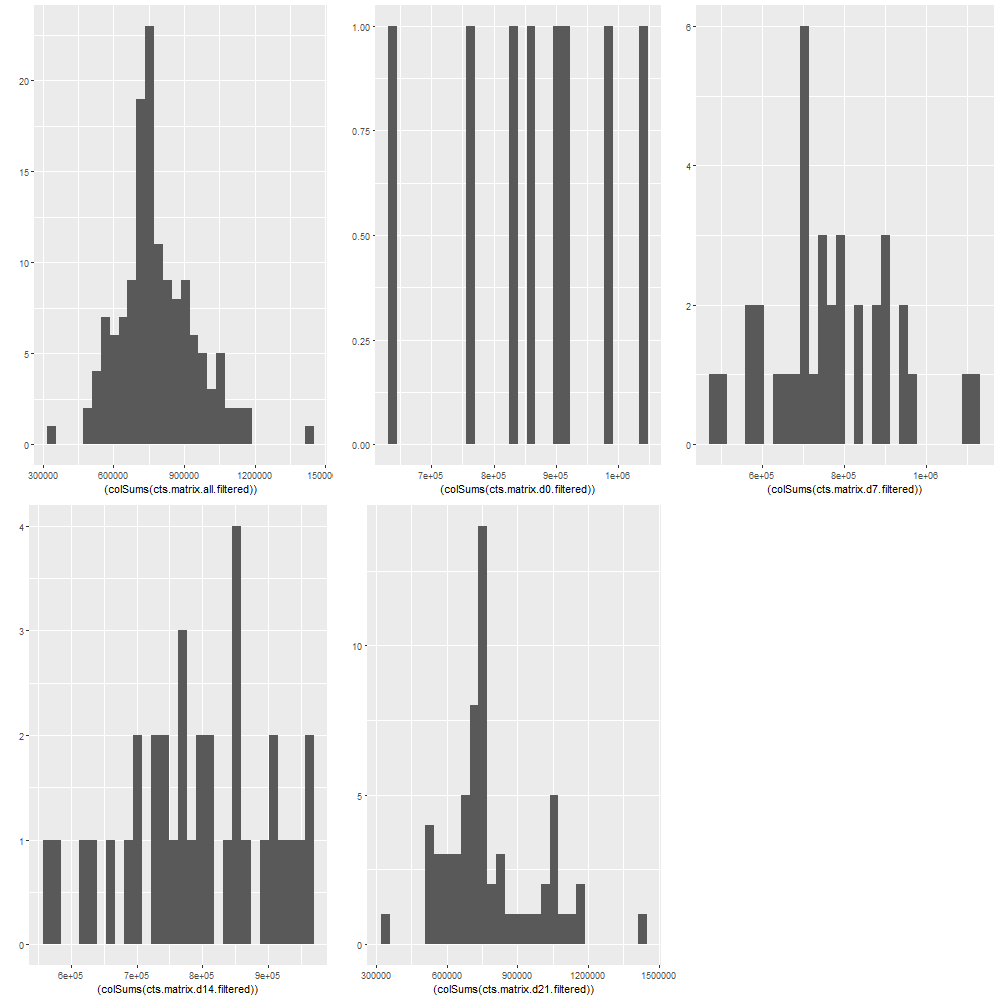 20
15
10
5
0
300000 600000 900000 1200000 150000
(colSums(cts.matrix.all.filtered))
1.00
0.75
0.50
0.25
0.00
7e+05 8e+05 9e+05 1e+06
(colSums(cts.matrix.d0.filtered))
6
4
2
0
6e+05 8e+05 1e+06
(colSums(cts.matrix.d7.filtered))
4
3
2
1
0
6e+05 7e+05 8e+05 9e+05
(colSums(cts.matrix.d14.filtered))
10
5
0
300000 600000 900000 1200000 1500000
(colSums(cts.matrix.d21.filtered))